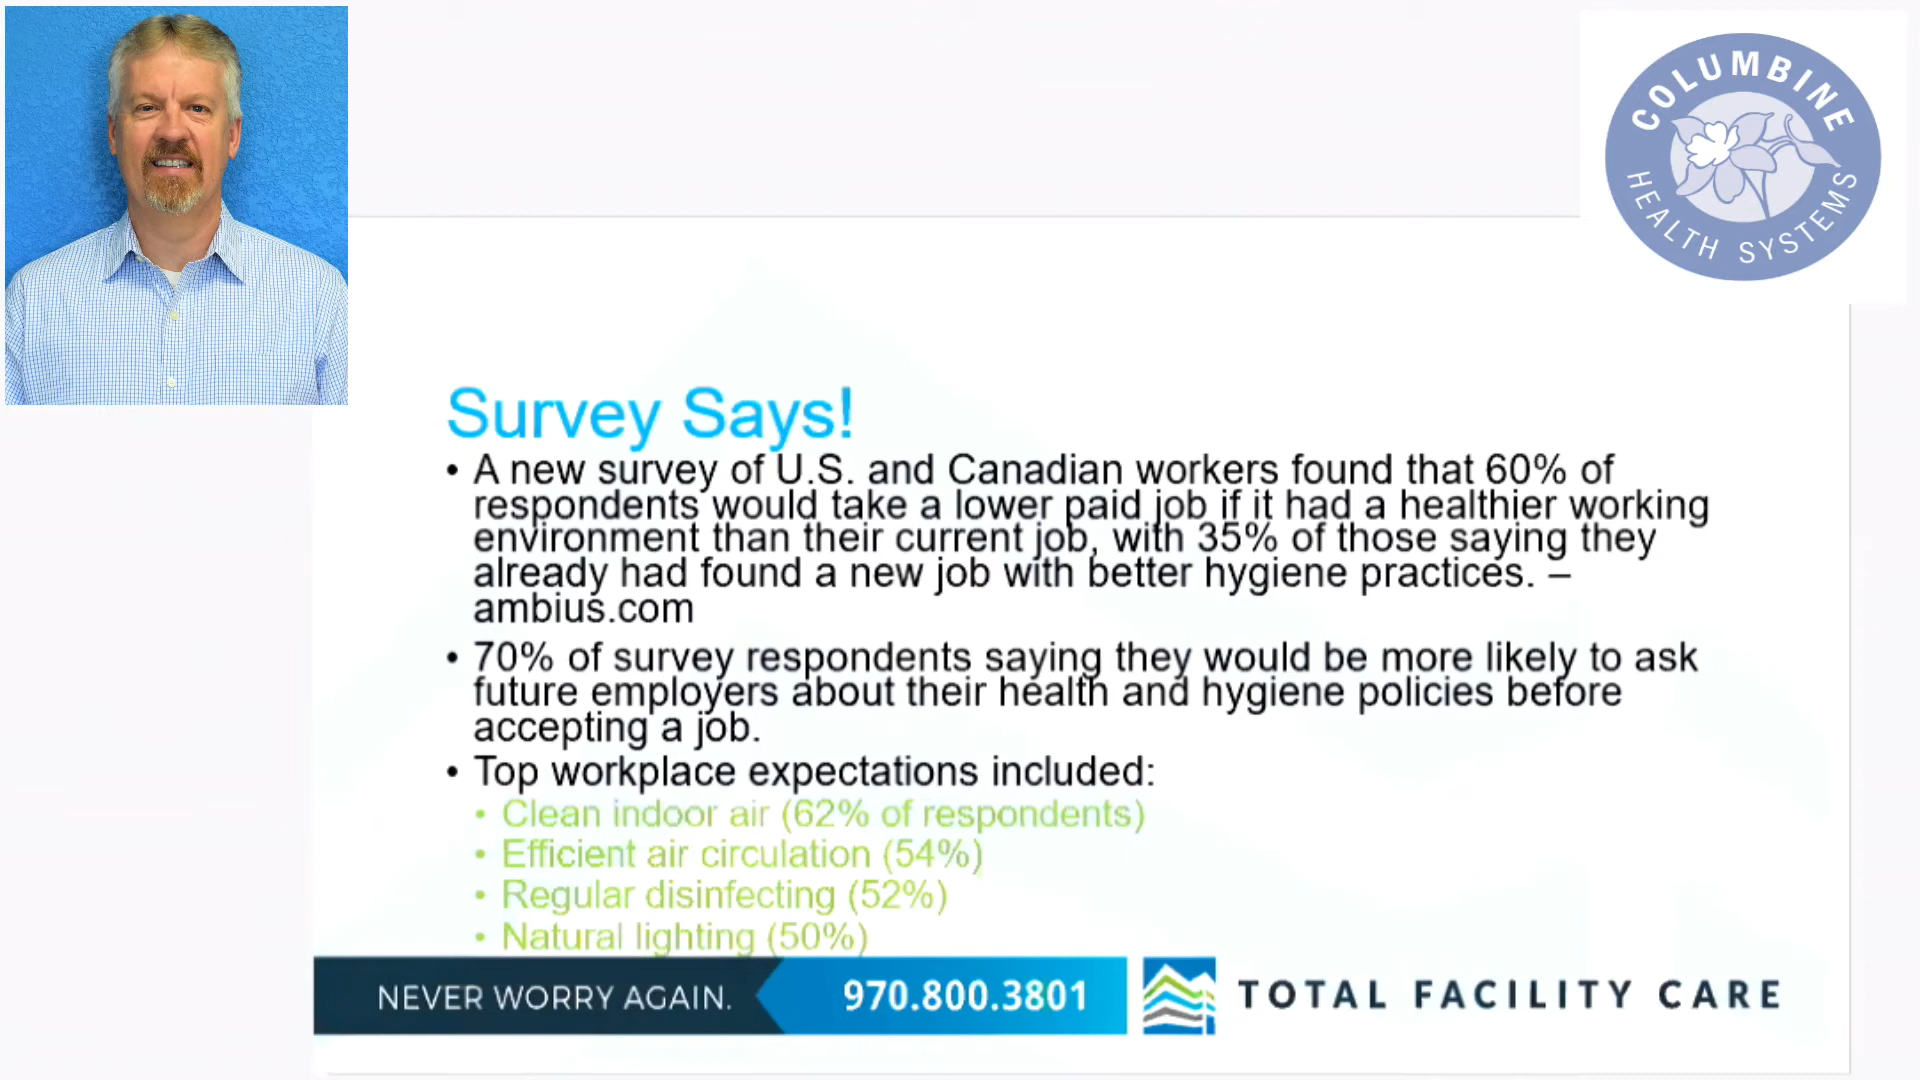 COLUMBINE
HEALTH SYSTEMS
Survey Says!
• A new survey of U.S. and Canadian workers found that 60% of
respondents would take a lower paid job if it had a healthier working
environment than their current job, with 35% of those saying they
already had found a new job with better hygiene practices. –
ambius.com
• 70% of survey respondents saying they would be more likely to ask
future employers about their health and hygiene policies before
accepting a job.
• Top workplace expectations included:
• Clean indoor air (62% of respondents)
• Efficient air circulation (54%)
• Regular disinfecting (52%)
• Natural lighting (50%)
NEVER WORRY AGAIN.
970.800.3801
TOTAL FACILITY CARE